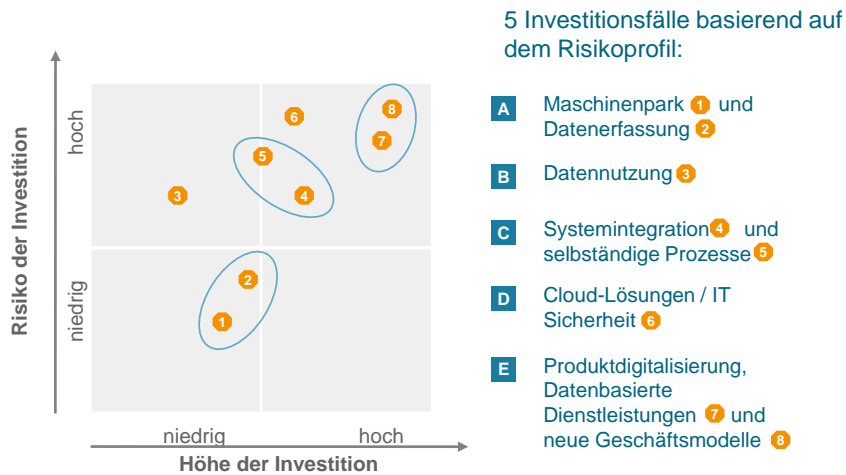 5 Investitionsfälle basierend auf
dem Risikoprofil:
Risiko der Investition
hoch
niedrig
6
8
7
5
3
4
2
1
niedrig
hoch
Höhe der Investition
A
Maschinenpark 1 und
Datenerfassung 2
B
Datennutzung 3
C
Systemintegration 4 und
selbständige Prozesse 5
D
Cloud-Lösungen / IT
Sicherheit 6
E
Produktdigitalisierung,
Datenbasierte
Dienstleistungen 7 und
neue Geschäftsmodelle 8